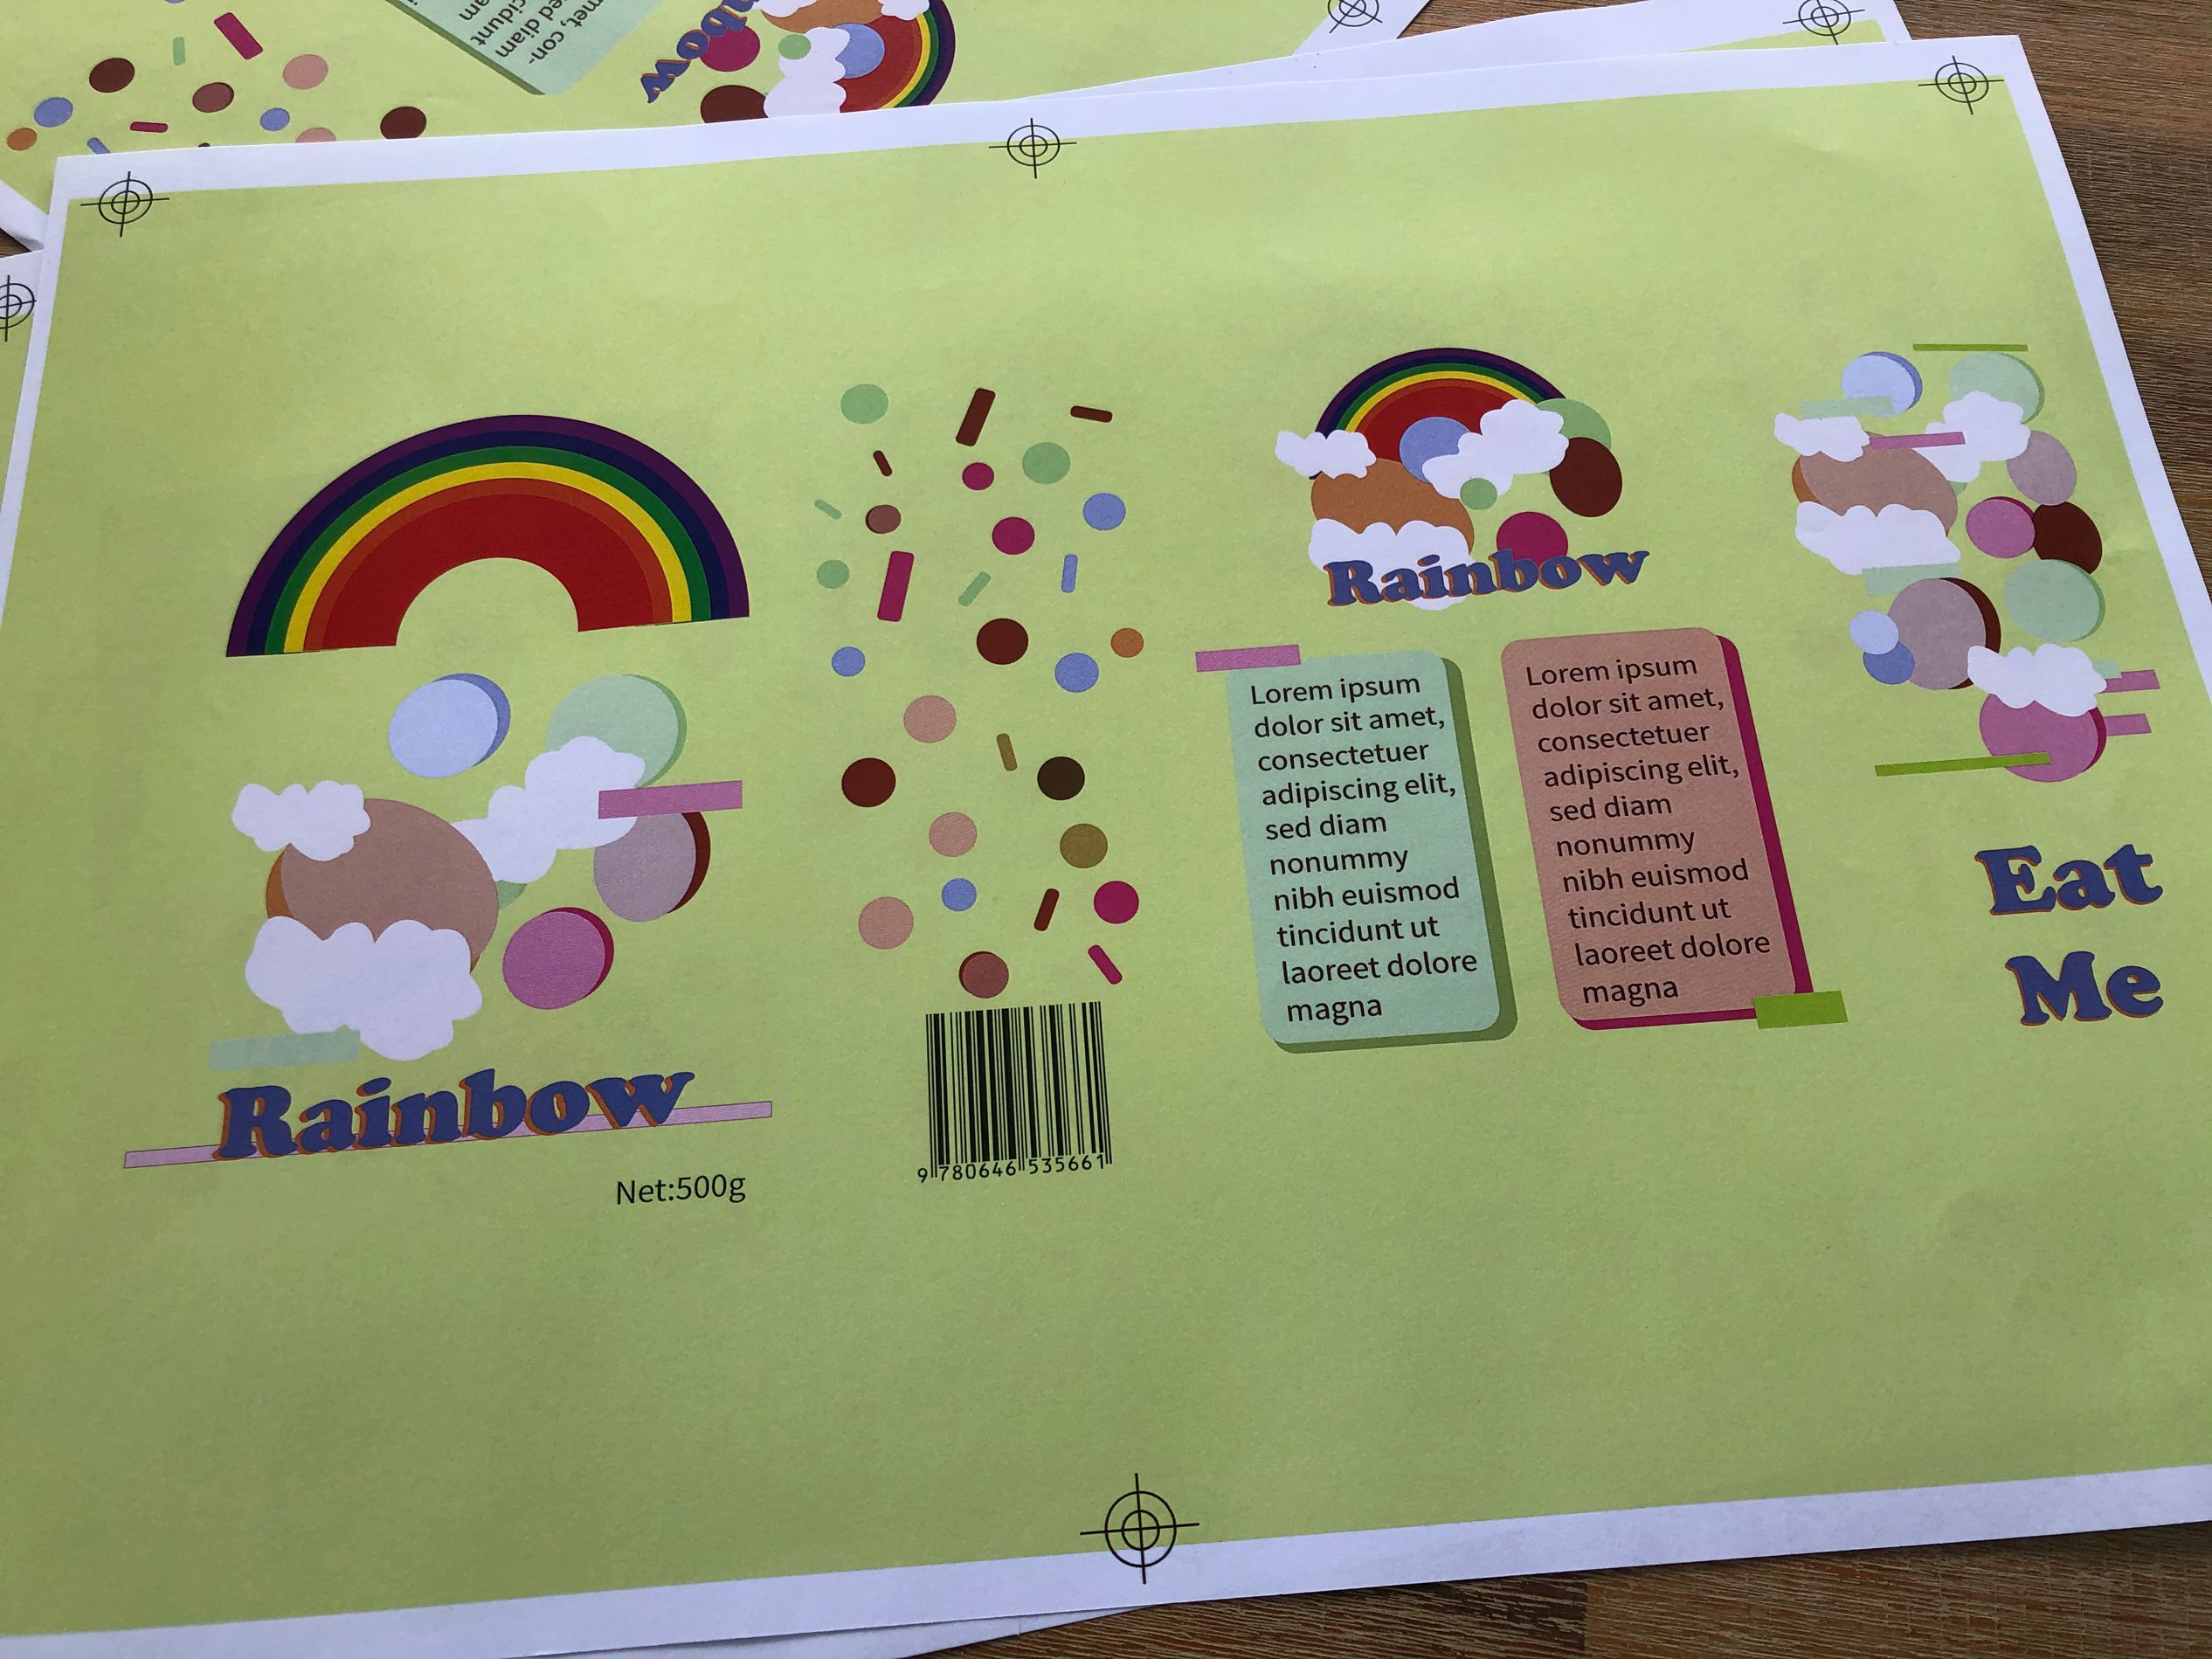 Rainbow
Net:500g
9 780646 535661
Rainbow
Lorem ipsum
dolor sit amet,
consectetuer
adipiscing elit,
sed diam
nonummy
nibh euismod
tincidunt ut
laoreet dolore
magna
Lorem ipsum
dolor sit amet,
consectetuer
adipiscing elit,
sed diam
nonummy
nibh euismod
tincidunt ut
laoreet dolore
magna
Eat
Me
met, con-
ed diam
cidunt
am
nbow